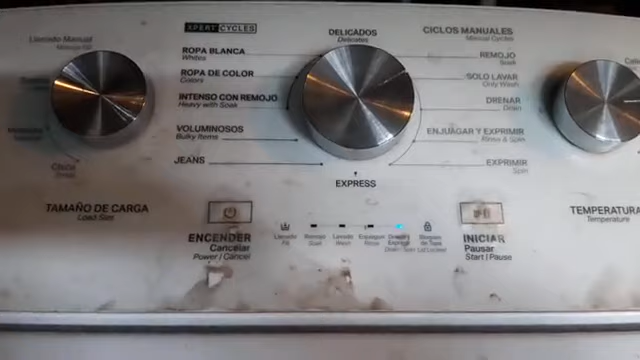 XPERT CYCLES
DELICADOS
Delicates
CICLOS MANUALES
Manual Cycles
Llenado Manual
ROPA BLANCA
Whites
REMOJO
Soak
ROPA DE COLOR
Colors
SOLO LAVAR
Only Wash
INTENSO CON REMOJO
Heavy with Soak
DRENAR
Drain
VOLUMINOSOS
Bulky Items
ENJUAGAR Y EXPRIMIR
Rinse & Spin
JEANS
EXPRIMIR
Spin
EXPRESS
TAMAÑO DE CARGA
Load Size
TEMPERATU
Temperature
ENCENDER
Cancelar
Power / Cancel
INICIAR
Pausar
Start | Pause